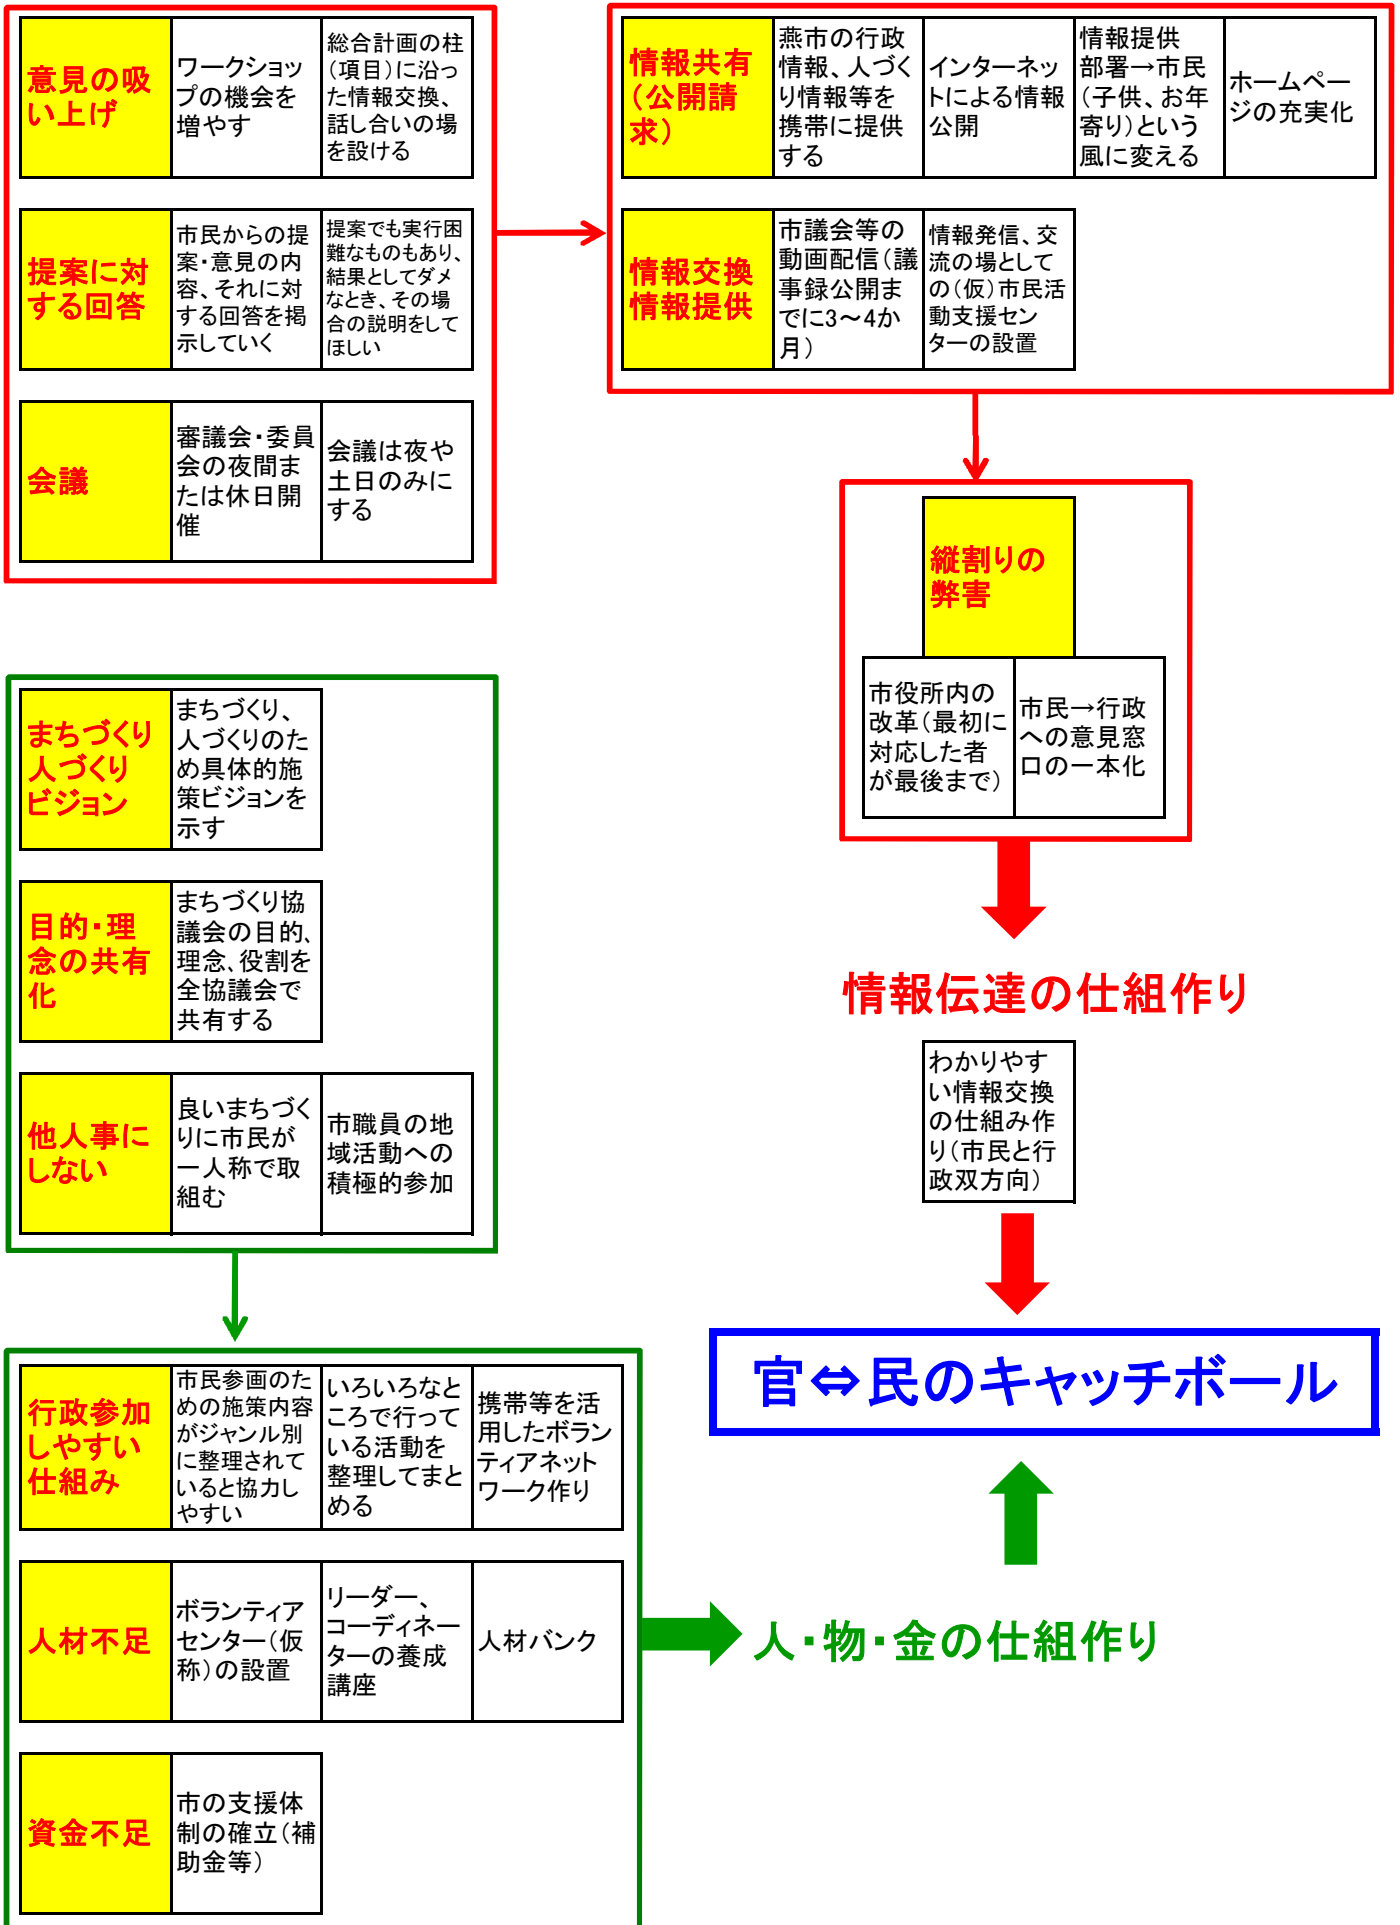 意見の吸
い上げ
ワークショッ
プの機会を
増やす
総合計画の柱
（項目）に沿っ
た情報交換、
話し合いの場
を設ける
提案に対
する回答
市民からの提
案・意見の内
容、それに対
する回答を掲
示していく
提案でも実行困
難なものもあり、
結果としてダメ
なとき、その場
合の説明をして
ほしい
会議
審議会・委員
会の夜間ま
たは休日開
催
会議は夜や
土日のみに
する
情報共有
（公開請
求）
燕市の行政
情報、人づく
り情報等を
携帯に提供
する
インターネッ
トによる情報
公開
情報提供
部署→市民
（子供、お年
寄り）という
風に変える
ホームペー
ジの充実化
情報交換
情報提供
市議会等の
動画配信（議
事録公開ま
でに3～4か
月）
情報発信、交
流の場として
の（仮）市民活
動支援セン
ターの設置
縦割りの
弊害
市役所内の
改革（最初に
対応した者
が最後まで）
市民→行政
への意見窓
口の一本化
情報伝達の仕組作り
わかりやす
い情報交換
の仕組み作
り（市民と行
政双方向）
官⇔民のキャッチボール
まちづくり
人づくり
ビジョン
まちづくり、
人づくりのた
め具体的施
策ビジョンを
示す
目的・理
念の共有
化
まちづくり協
議会の目的、
理念、役割を
全協議会で
共有する
他人事に
しない
良いまちづく
りに市民が
一人称で取
組む
市職員の地
域活動への
積極的参加
行政参加
しやすい
仕組み
市民参画のた
めの施策内容
がジャンル別
に整理されて
いると協力し
やすい
いろいろなと
ころで行って
いる活動を
整理してまと
める
携帯等を活
用したボラン
ティアネット
ワーク作り
人材不足
ボランティア
センター（仮
称）の設置
リーダー、
コーディネー
ターの養成
講座
人材バンク
人・物・金の仕組作り
資金不足
市の支援体
制の確立（補
助金等）